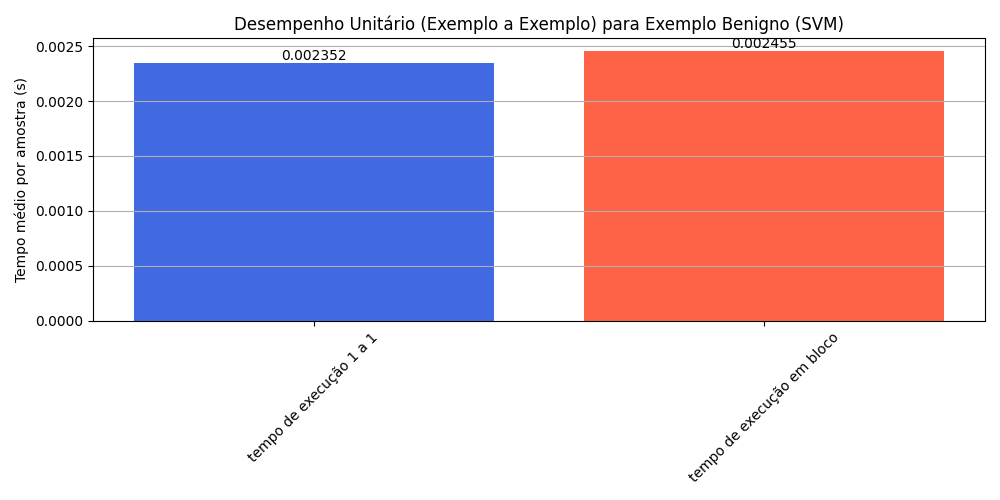 Desempenho Unitário (Exemplo a Exemplo) para Exemplo Benigno (SVM)
Tempo médio por amostra (s)
0.0025
0.0020
0.0015
0.0010
0.0005
0.0000
0.002352
0.002455
tempo de execução 1 a 1
tempo de execução em bloco